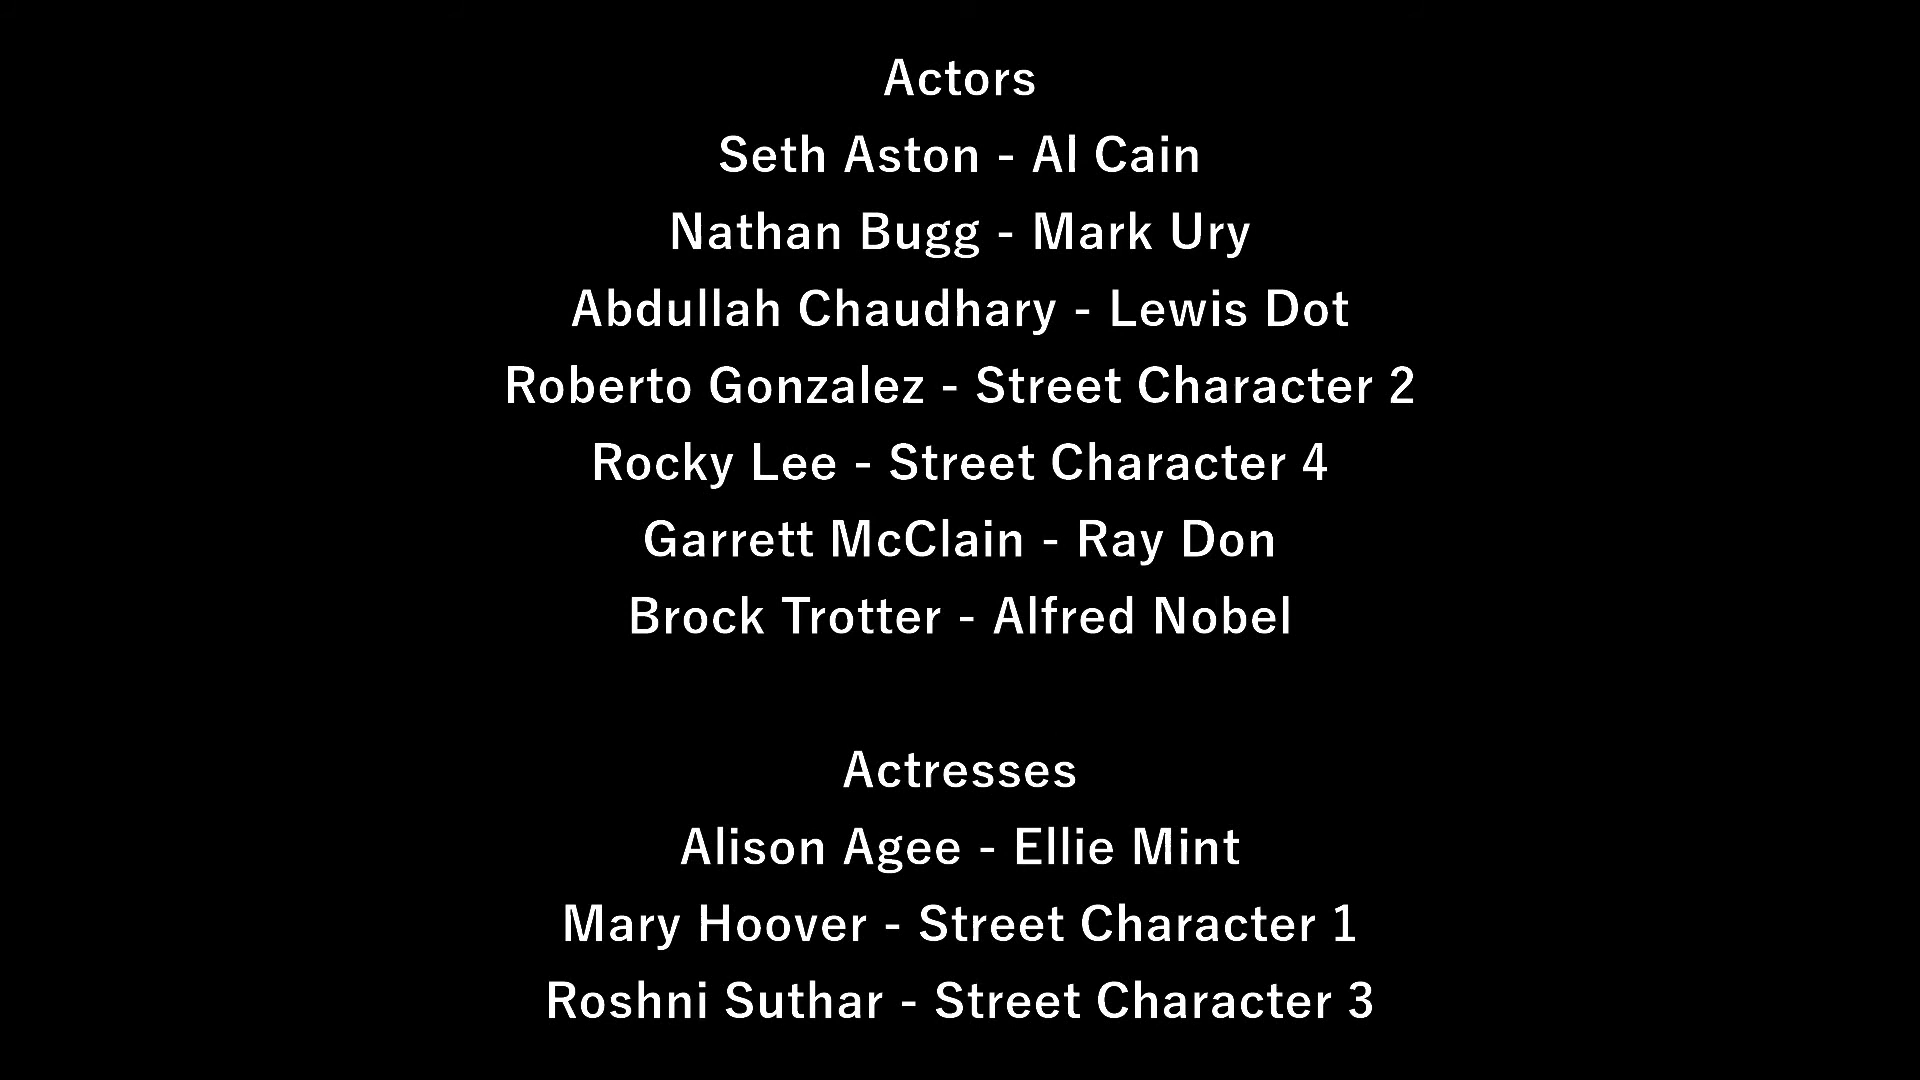 Actors
Seth Aston - Al Cain
Nathan Bugg - Mark Ury
Abdullah Chaudhary - Lewis Dot
Roberto Gonzalez - Street Character 2
Rocky Lee - Street Character 4
Garrett McClain - Ray Don
Brock Trotter - Alfred Nobel
Actresses
Alison Agee - Ellie Mint
Mary Hoover - Street Character 1
Roshni Suthar - Street Character 3